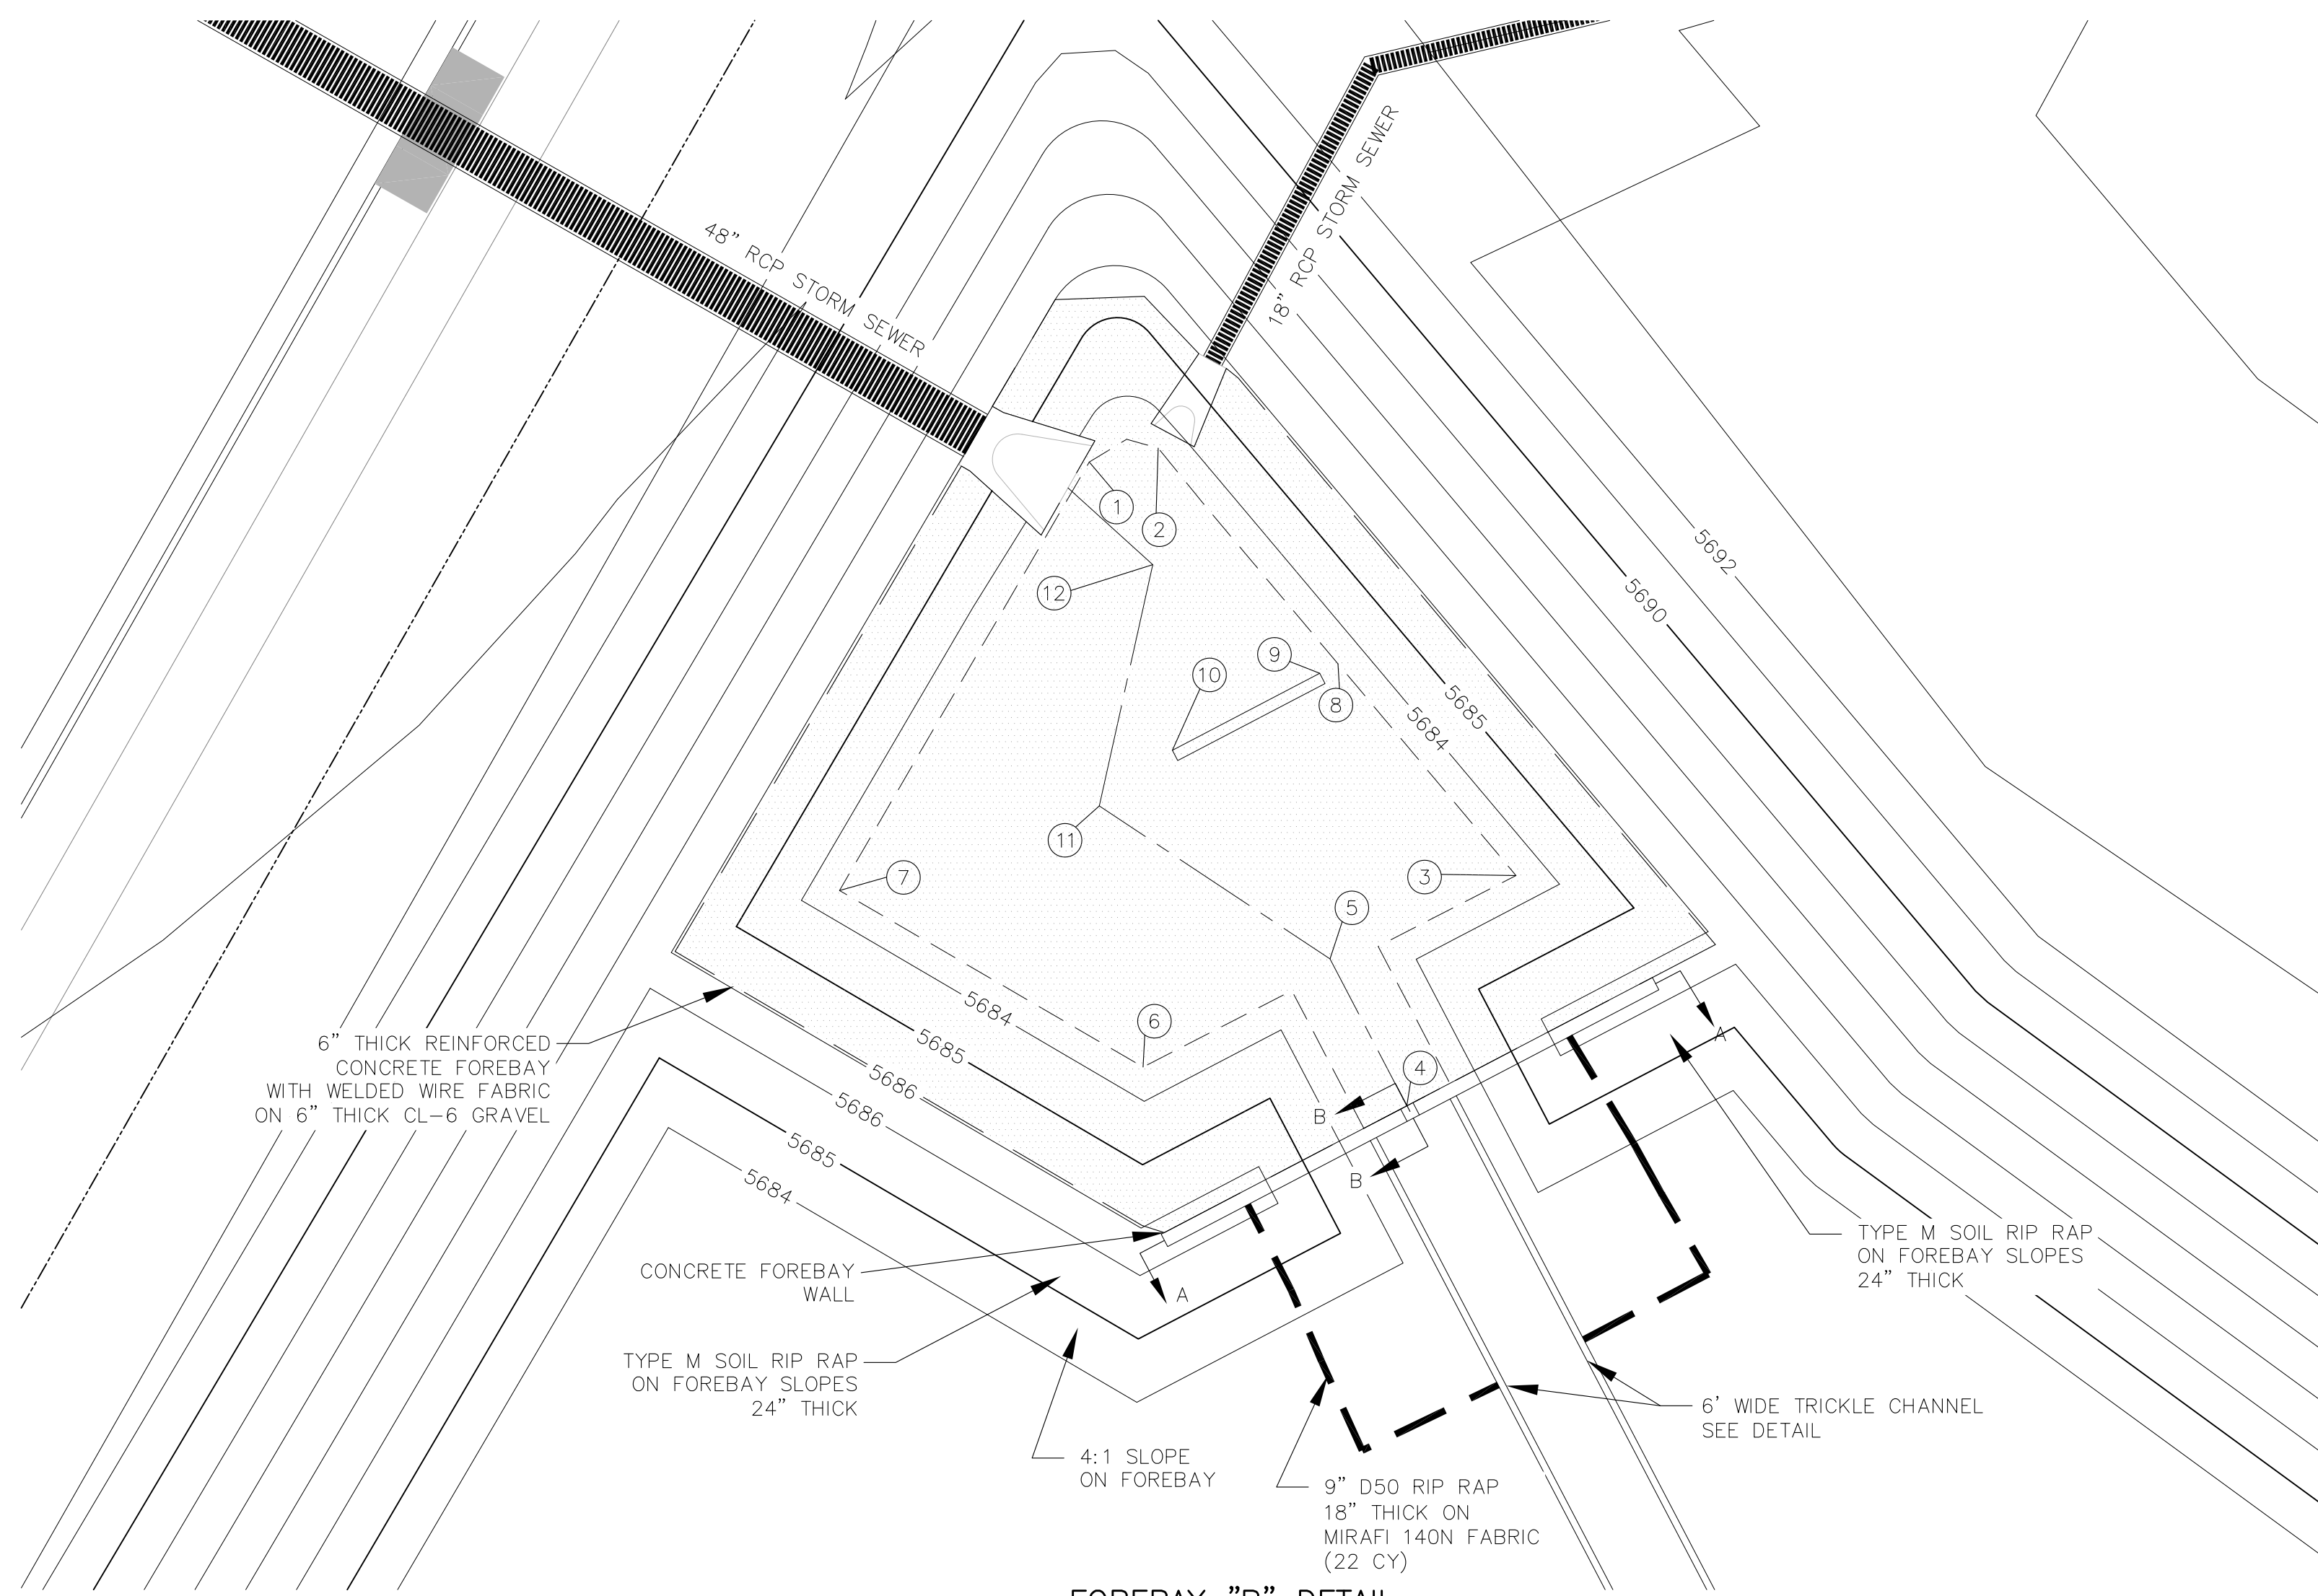 48" RCP STORM SEWER
18" RCP STORM SEWER
5692
5690
5685
5684
1
2
12
9
10
8
11
7
3
5
6
4
5684
5685
5686
5686
5685
5684
6" THICK REINFORCED
CONCRETE FOREBAY
WITH WELDED WIRE FABRIC
ON 6" THICK CL-6 GRAVEL
A
B
B
A
CONCRETE FOREBAY
WALL
TYPE M SOIL RIP RAP
ON FOREBAY SLOPES
24" THICK
TYPE M SOIL RIP RAP
ON FOREBAY SLOPES
24" THICK
4:1 SLOPE
ON FOREBAY
6' WIDE TRICKLE CHANNEL
SEE DETAIL
9" D50 RIP RAP
18" THICK ON
MIRAFI 140N FABRIC
(22 CY)